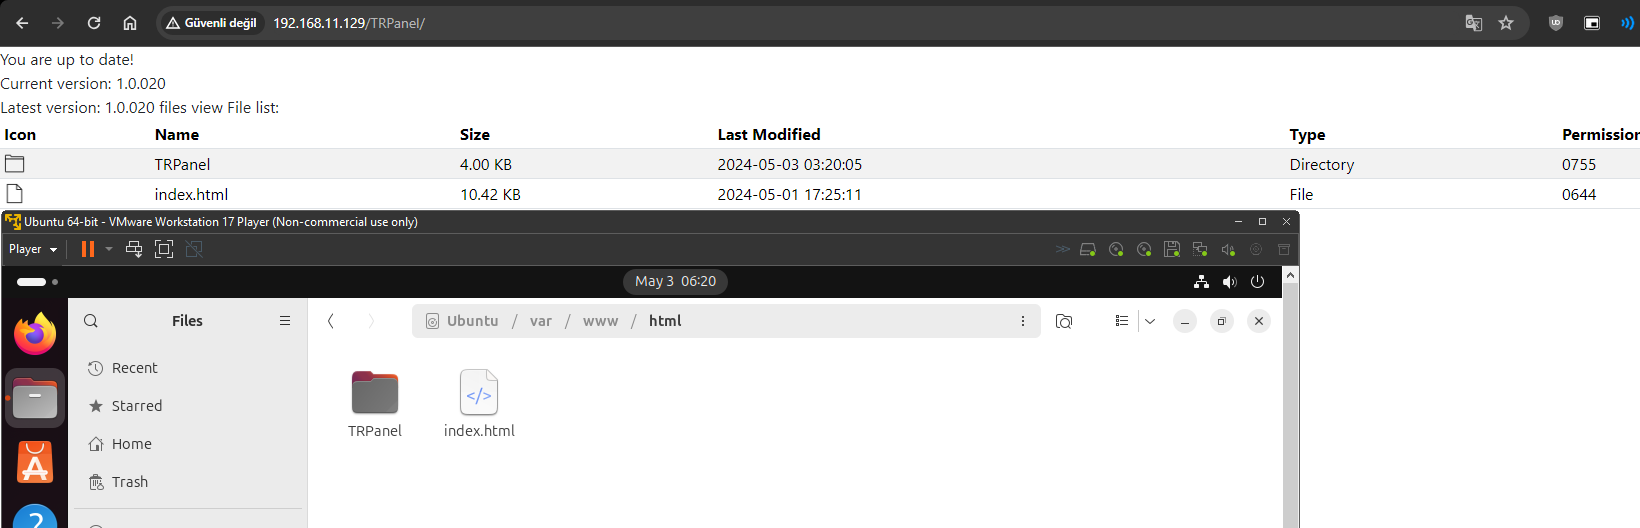 Güvenli değil 192.168.11.129/TRPanel/
You are up to date!
Current version: 1.0.020
Latest version: 1.0.020 files view File list:
Icon Name Size Last Modified Type Permission
TRPanel 4.00 KB 2024-05-03 03:20:05 Directory 0755
index.html 10.42 KB 2024-05-01 17:25:11 File 0644
Ubuntu 64-bit - VMware Workstation 17 Player (Non-commercial use only)
Player
May 3 06:20
Files Ubuntu / var / www / html
Recent
Starred
Home
Trash
TRPanel index.html